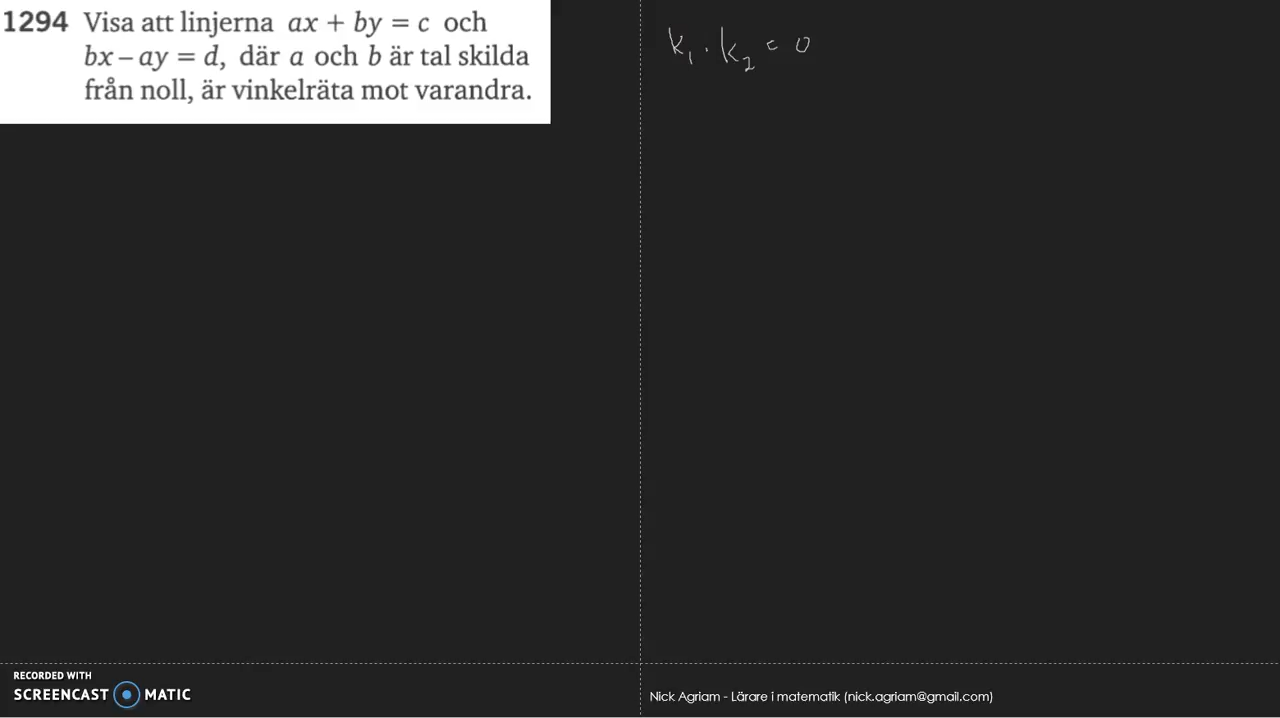 1294 Visa att linjerna ax + by = c och
bx – ay = d, där a och b är tal skilda
från noll, är vinkelräta mot varandra.
k₁ · k₂ = 0
RECORDED WITH
SCREENCAST MATIC
Nick Agriam - Lärare i matematik (nick.agriam@gmail.com)